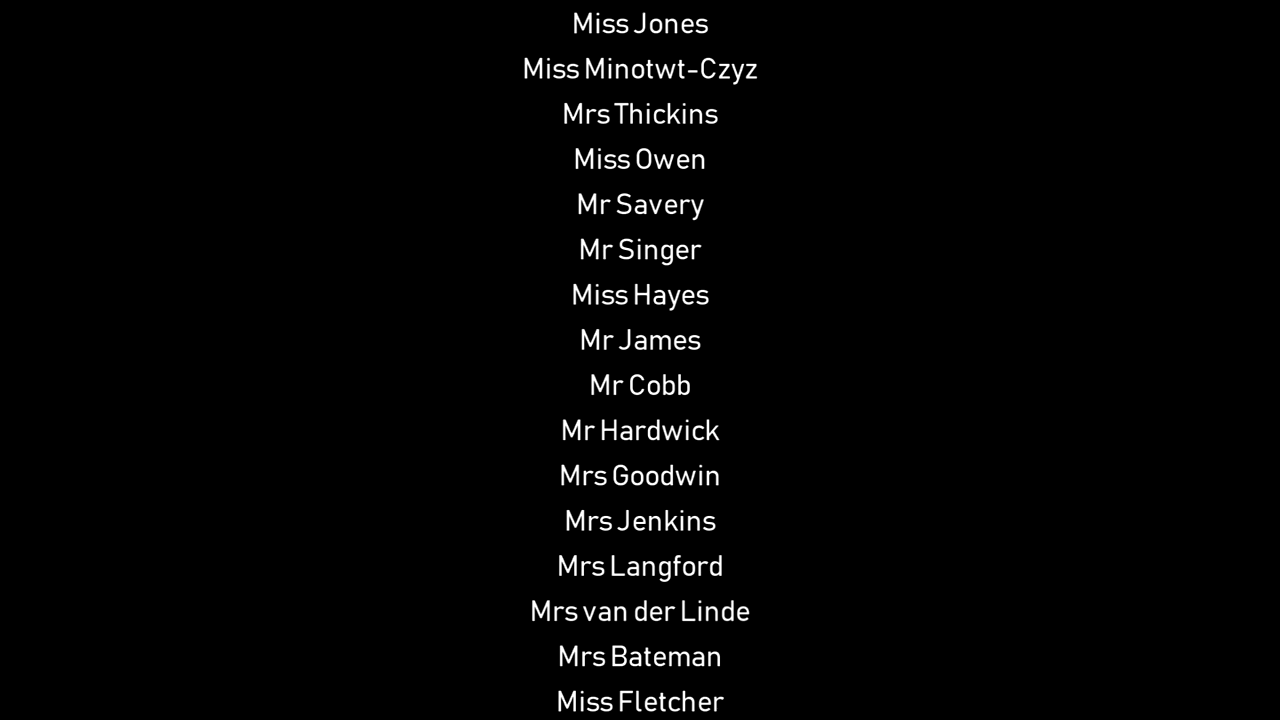 Miss Jones
Miss Minotwt-Czyz
Mrs Thickins
Miss Owen
Mr Savery
Mr Singer
Miss Hayes
Mr James
Mr Cobb
Mr Hardwick
Mrs Goodwin
Mrs Jenkins
Mrs Langford
Mrs van der Linde
Mrs Bateman
Miss Fletcher